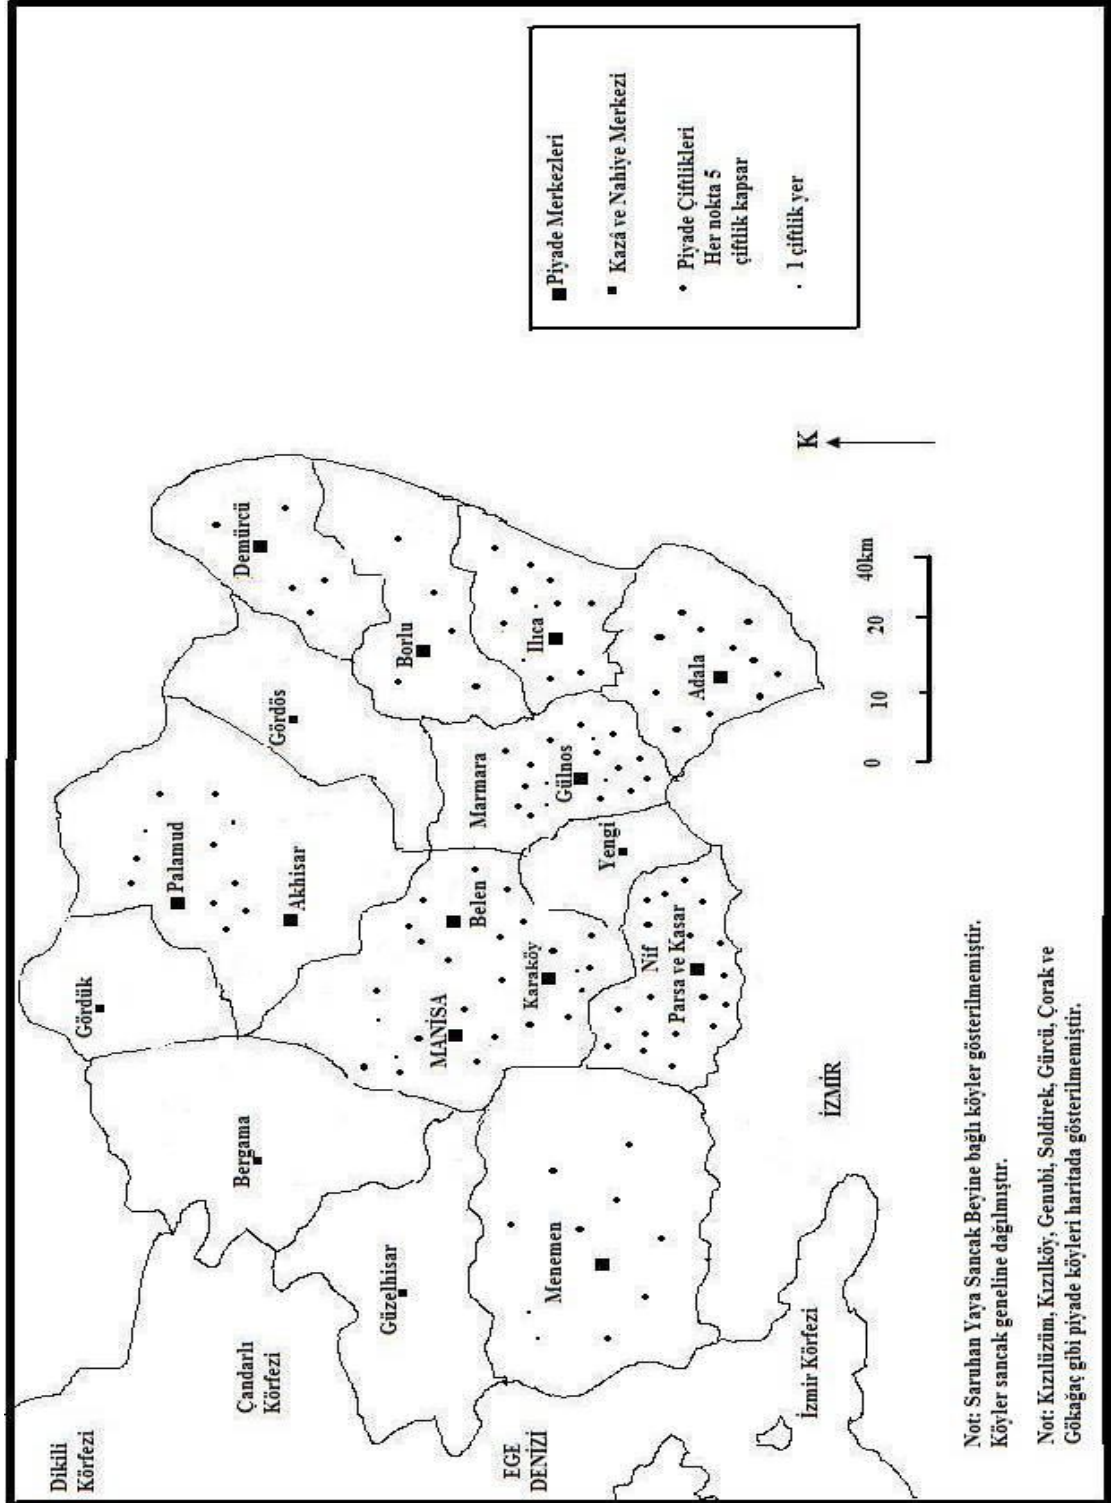 Dikili
Körfezi
Çandarlı
Körfezi
EGE
DENİZİ
Bergama
Güzelhisar
Menemen
İzmir Körfezi
İZMİR
Gördük
Palamud
Akhisar
MANİSA
Belen
Karaköy
Nif
Parsa ve Kasar
Yengi
Marmara
Gülnos
Gördös
Demürcü
Borlu
Ilıca
Adala
K
0 10 20 40km
Piyade Merkezleri
Kazâ ve Nahiye Merkezi
Piyade Çiftlikleri
Her nokta 5
çiftlik kapsar
1 çiftlik yer
Not: Saruhan Yaya Sancak Beyine bağlı köyler gösterilmemiştir.
Köyler sancak geneline dağılmıştır.
Not: Kızılüzüm, Kızılköy, Genubi, Soldirek, Gürcü, Çorak ve
Gökağaç gibi piyade köyleri haritada gösterilmemiştir.